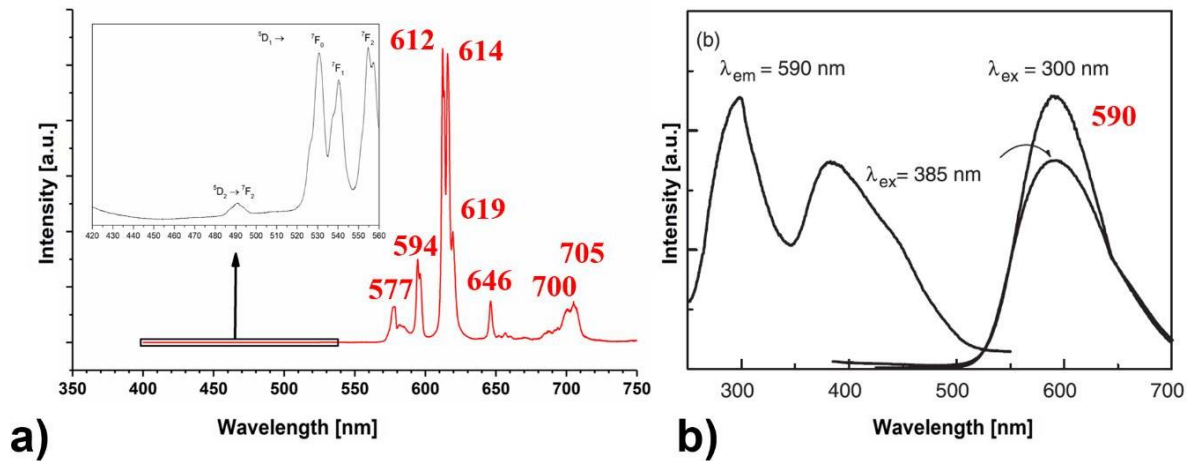 ⁵D₁ →
⁷F₀
⁷F₁
⁷F₂
⁵D₂→⁷F₂
420 430 440 450 460 470 480 490 500 510 520 530 540 550 560
612
614
619
594
577
646
700
705
Intensity [a.u.]
350 400 450 500 550 600 650 700 750
Wavelength [nm]
a)
(b)
λem = 590 nm
λex = 300 nm
590
λex = 385 nm
Intensity [a.u.]
300 400 500 600 700
Wavelength [nm]
b)